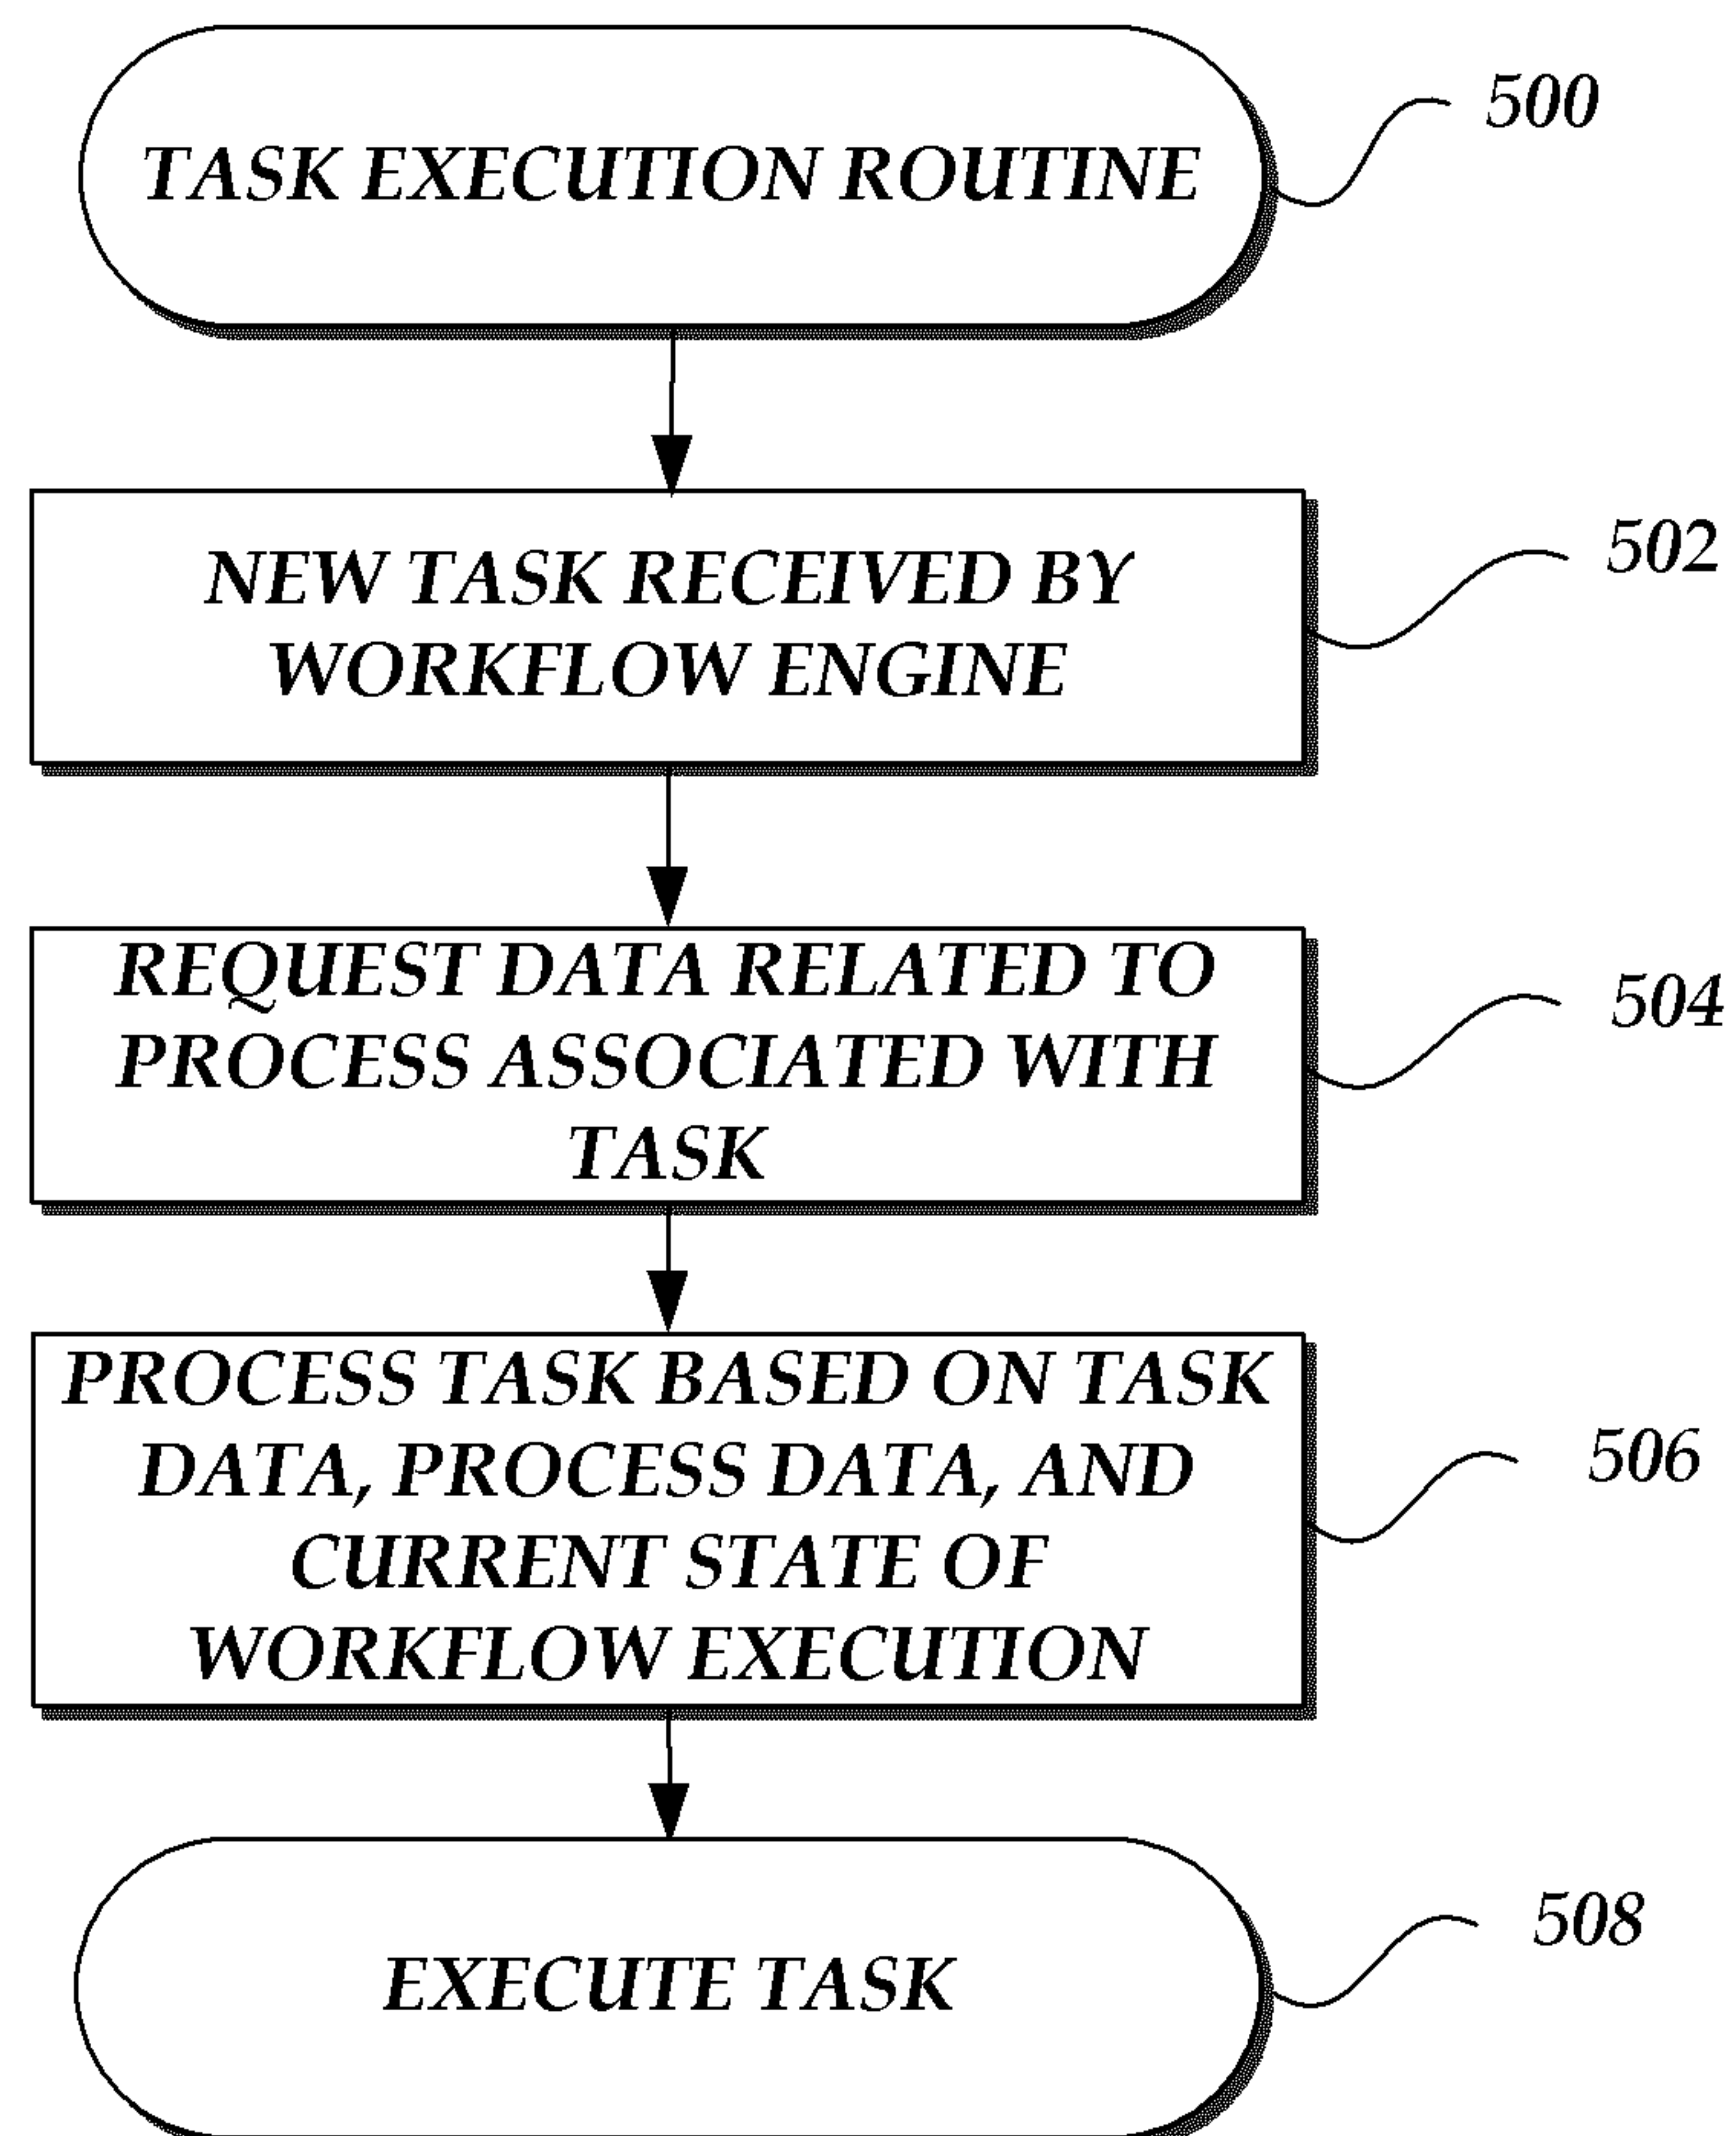 TASK EXECUTION ROUTINE
500
NEW TASK RECEIVED BY
WORKFLOW ENGINE
502
REQUEST DATA RELATED TO
PROCESS ASSOCIATED WITH
TASK
504
PROCESS TASK BASED ON TASK
DATA, PROCESS DATA, AND
CURRENT STATE OF
WORKFLOW EXECUTION
506
EXECUTE TASK
508